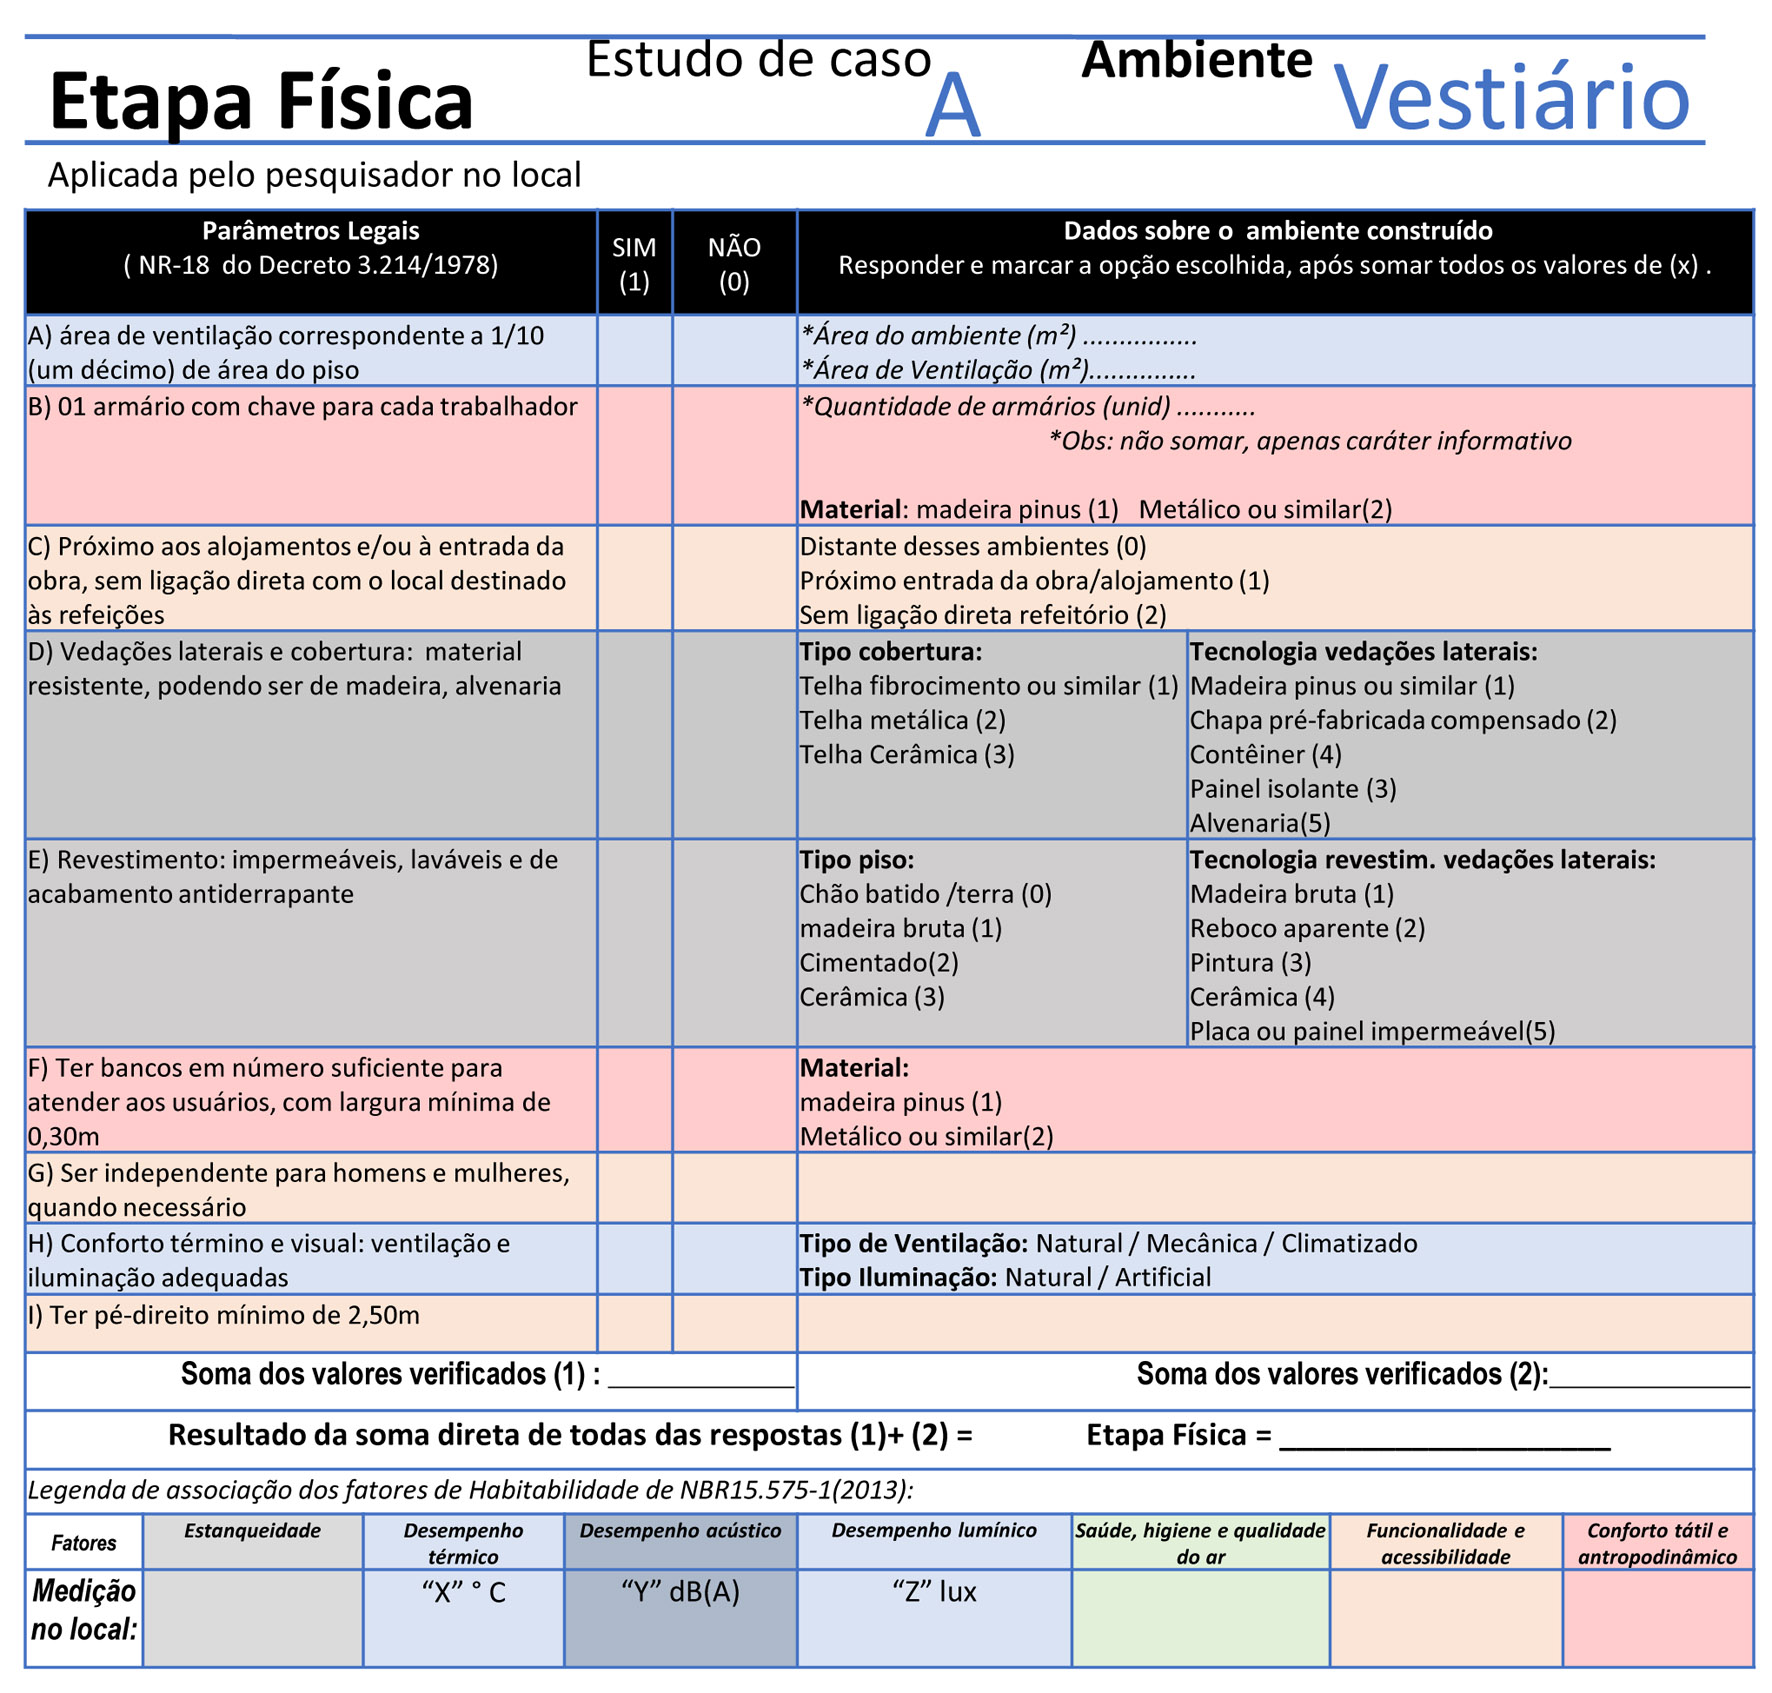 Etapa Física
Estudo de caso
A
Ambiente
Vestiário
Aplicada pelo pesquisador no local
Parâmetros Legais
( NR-18 do Decreto 3.214/1978)
SIM
(1)
NÃO
(0)
Dados sobre o ambiente construído
Responder e marcar a opção escolhida, após somar todos os valores de (x) .
A) área de ventilação correspondente a 1/10
(um décimo) de área do piso
*Área do ambiente (m²) ................
*Área de Ventilação (m²)...............
B) 01 armário com chave para cada trabalhador
*Quantidade de armários (unid) ...........
*Obs: não somar, apenas caráter informativo
Material: madeira pinus (1) Metálico ou similar(2)
C) Próximo aos alojamentos e/ou à entrada da
obra, sem ligação direta com o local destinado
às refeições
Distante desses ambientes (0)
Próximo entrada da obra/alojamento (1)
Sem ligação direta refeitório (2)
D) Vedações laterais e cobertura: material
resistente, podendo ser de madeira, alvenaria
Tipo cobertura:
Telha fibrocimento ou similar (1)
Telha metálica (2)
Telha Cerâmica (3)
Tecnologia vedações laterais:
Madeira pinus ou similar (1)
Chapa pré-fabricada compensado (2)
Contêiner (4)
Painel isolante (3)
Alvenaria(5)
E) Revestimento: impermeáveis, laváveis e de
acabamento antiderrapante
Tipo piso:
Chão batido /terra (0)
madeira bruta (1)
Cimentado(2)
Cerâmica (3)
Tecnologia revestim. vedações laterais:
Madeira bruta (1)
Reboco aparente (2)
Pintura (3)
Cerâmica (4)
Placa ou painel impermeável(5)
F) Ter bancos em número suficiente para
atender aos usuários, com largura mínima de
0,30m
Material:
madeira pinus (1)
Metálico ou similar(2)
G) Ser independente para homens e mulheres,
quando necessário
H) Conforto término e visual: ventilação e
iluminação adequadas
Tipo de Ventilação: Natural / Mecânica / Climatizado
Tipo Iluminação: Natural / Artificial
I) Ter pé-direito mínimo de 2,50m
Soma dos valores verificados (1) : ____________
Soma dos valores verificados (2):_____________
Resultado da soma direta de todas das respostas (1)+ (2) = Etapa Física = ____________________
Legenda de associação dos fatores de Habitabilidade de NBR15.575-1(2013):
Fatores
Estanqueidade
Desempenho
térmico
Desempenho acústico
Desempenho lumínico
Saúde, higiene e qualidade
do ar
Funcionalidade e
acessibilidade
Conforto tátil e
antropodinâmico
Medição
no local:
“X” ° C
“Y” dB(A)
“Z” lux